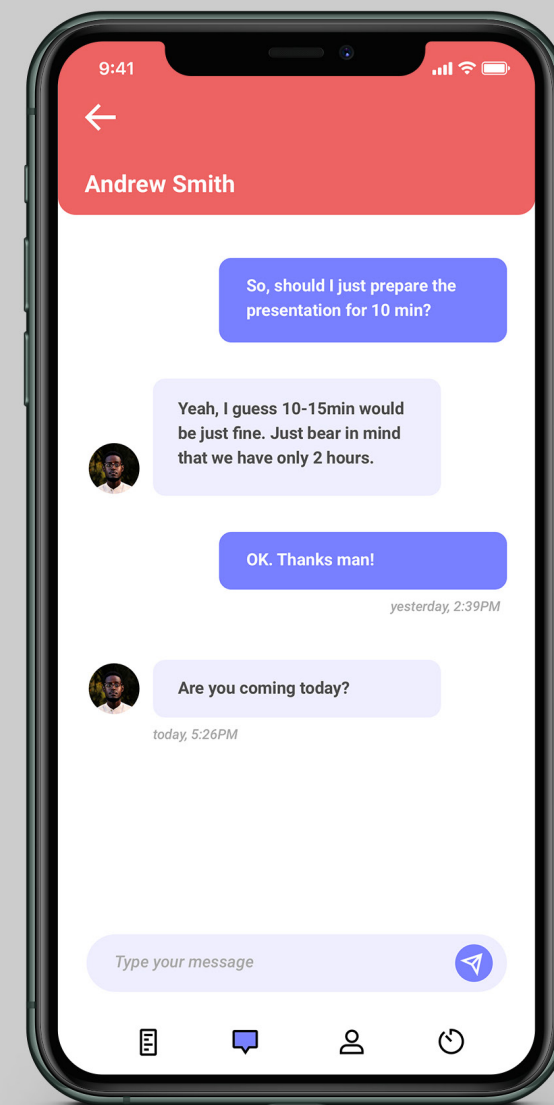 9:41
Andrew Smith
So, should I just prepare the
presentation for 10 min?
Yeah, I guess 10-15min would
be just fine. Just bear in mind
that we have only 2 hours.
OK. Thanks man!
yesterday, 2:39PM
Are you coming today?
today, 5:26PM
Type your message